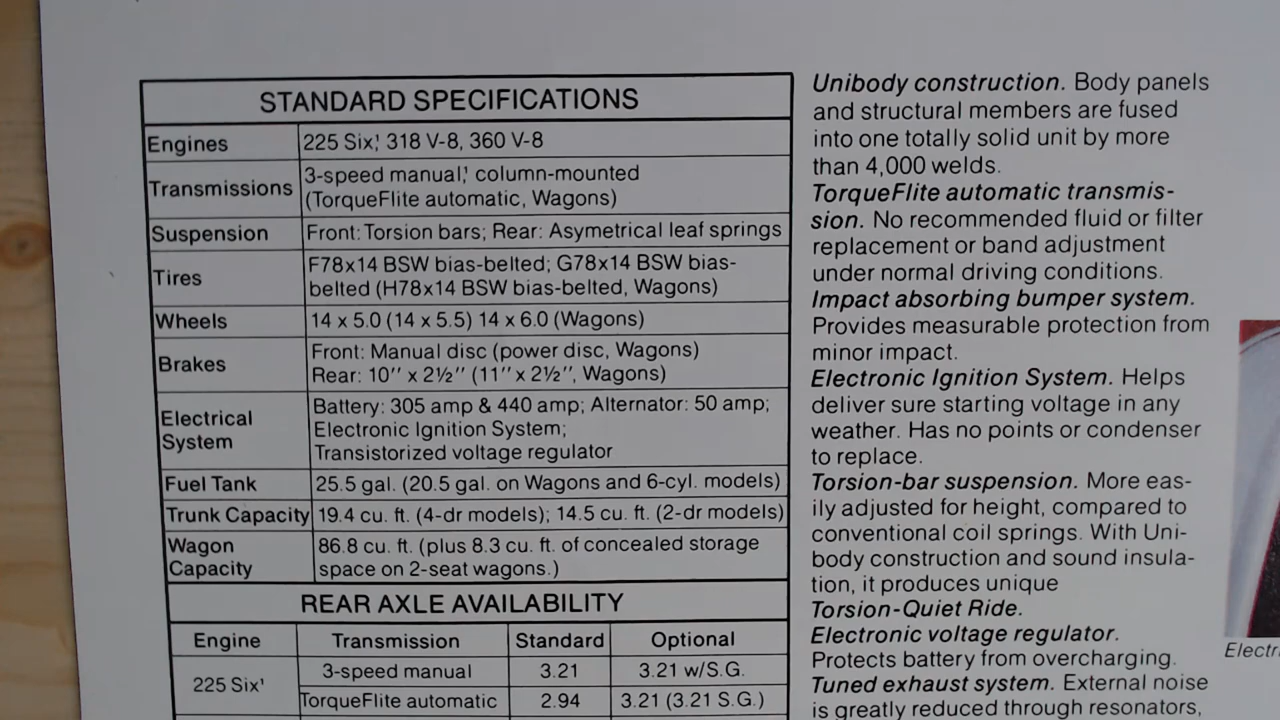 STANDARD SPECIFICATIONS
Engines 225 Six,¹ 318 V-8, 360 V-8
Transmissions 3-speed manual,¹ column-mounted
(TorqueFlite automatic, Wagons)
Suspension Front: Torsion bars; Rear: Asymetrical leaf springs
Tires F78x14 BSW bias-belted; G78x14 BSW bias-
belted (H78x14 BSW bias-belted, Wagons)
Wheels 14 x 5.0 (14 x 5.5) 14 x 6.0 (Wagons)
Brakes Front: Manual disc (power disc, Wagons)
Rear: 10″ x 2½″ (11″ x 2½″, Wagons)
Electrical
System
Battery: 305 amp & 440 amp; Alternator: 50 amp;
Electronic Ignition System;
Transistorized voltage regulator
Fuel Tank 25.5 gal. (20.5 gal. on Wagons and 6-cyl. models)
Trunk Capacity 19.4 cu. ft. (4-dr models); 14.5 cu. ft. (2-dr models)
Wagon
Capacity
86.8 cu. ft. (plus 8.3 cu. ft. of concealed storage
space on 2-seat wagons.)
REAR AXLE AVAILABILITY
Engine Transmission Standard Optional
225 Six¹
3-speed manual 3.21 3.21 w/S.G.
TorqueFlite automatic 2.94 3.21 (3.21 S.G.)
Unibody construction. Body panels
and structural members are fused
into one totally solid unit by more
than 4,000 welds.
TorqueFlite automatic transmis-
sion. No recommended fluid or filter
replacement or band adjustment
under normal driving conditions.
Impact absorbing bumper system.
Provides measurable protection from
minor impact.
Electronic Ignition System. Helps
deliver sure starting voltage in any
weather. Has no points or condenser
to replace.
Torsion-bar suspension. More eas-
ily adjusted for height, compared to
conventional coil springs. With Uni-
body construction and sound insula-
tion, it produces unique
Torsion-Quiet Ride.
Electronic voltage regulator.
Protects battery from overcharging.
Tuned exhaust system. External noise
is greatly reduced through resonators,
Electr